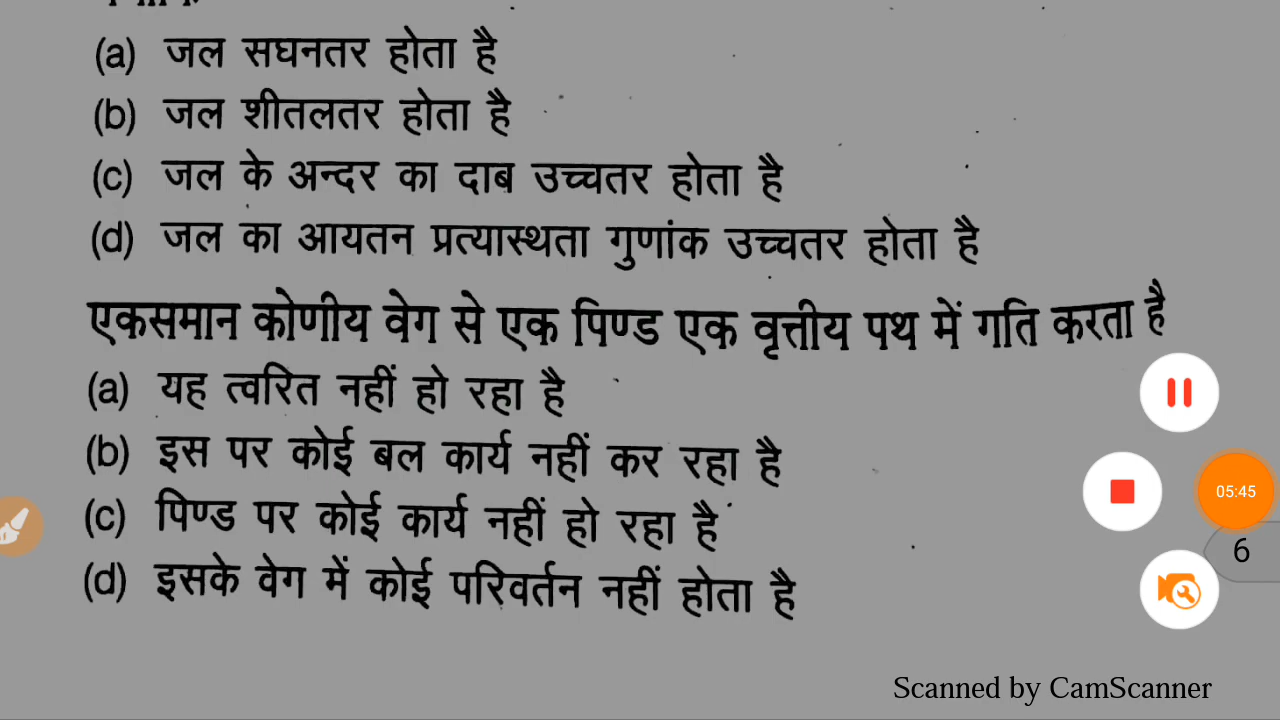 (a) जल सघनतर होता है
(b) जल शीतलतर होता है
(c) जल के अन्दर का दाब उच्चतर होता है
(d) जल का आयतन प्रत्यास्थता गुणांक उच्चतर होता है
एकसमान कोणीय वेग से एक पिण्ड एक वृत्तीय पथ में गति करता है
(a) यह त्वरित नहीं हो रहा है
(b) इस पर कोई बल कार्य नहीं कर रहा है
(c) पिण्ड पर कोई कार्य नहीं हो रहा है
(d) इसके वेग में कोई परिवर्तन नहीं होता है
05:45
6
Scanned by CamScanner